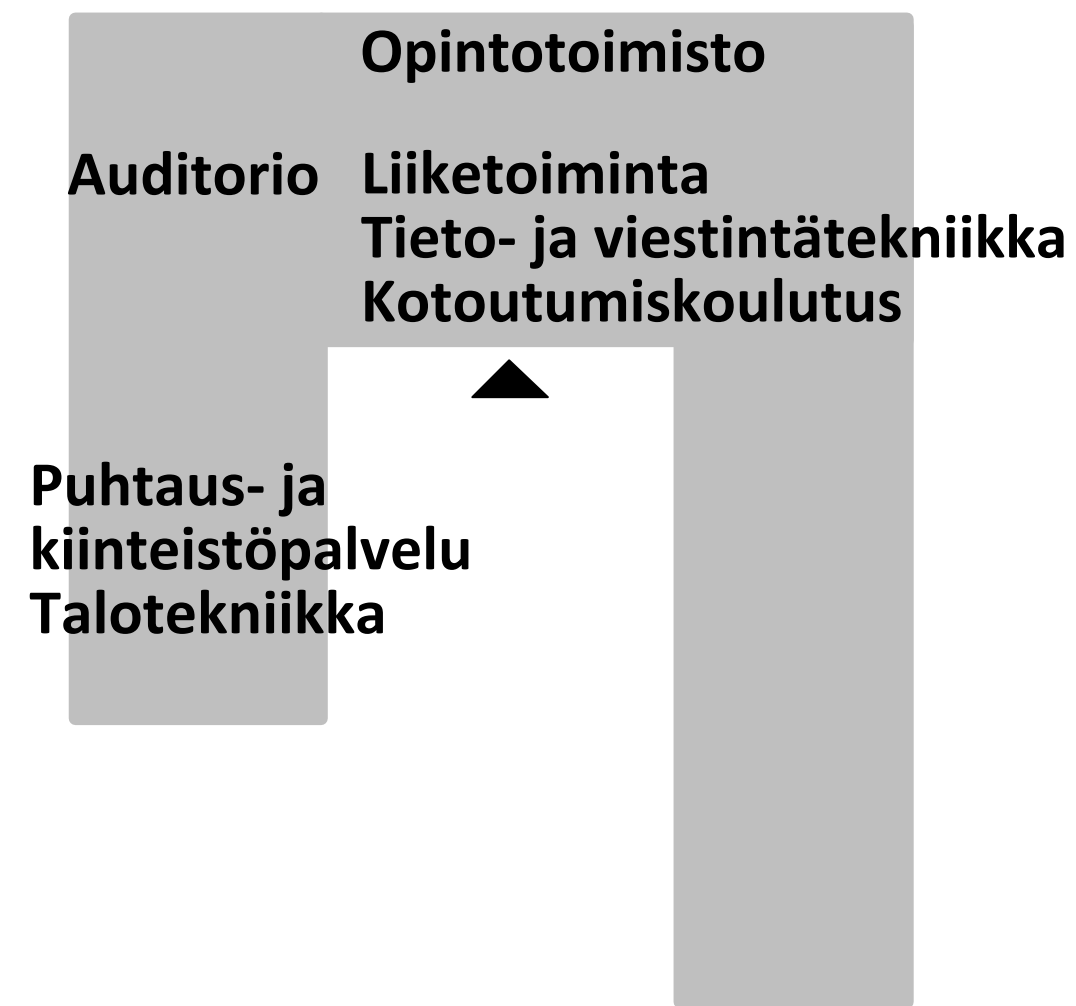 Opintotoimisto
Auditorio
Liiketoiminta
Tieto- ja viestintätekniikka
Kotoutumiskoulutus
Puhtaus- ja
kiinteistöpalvelu
Talotekniikka